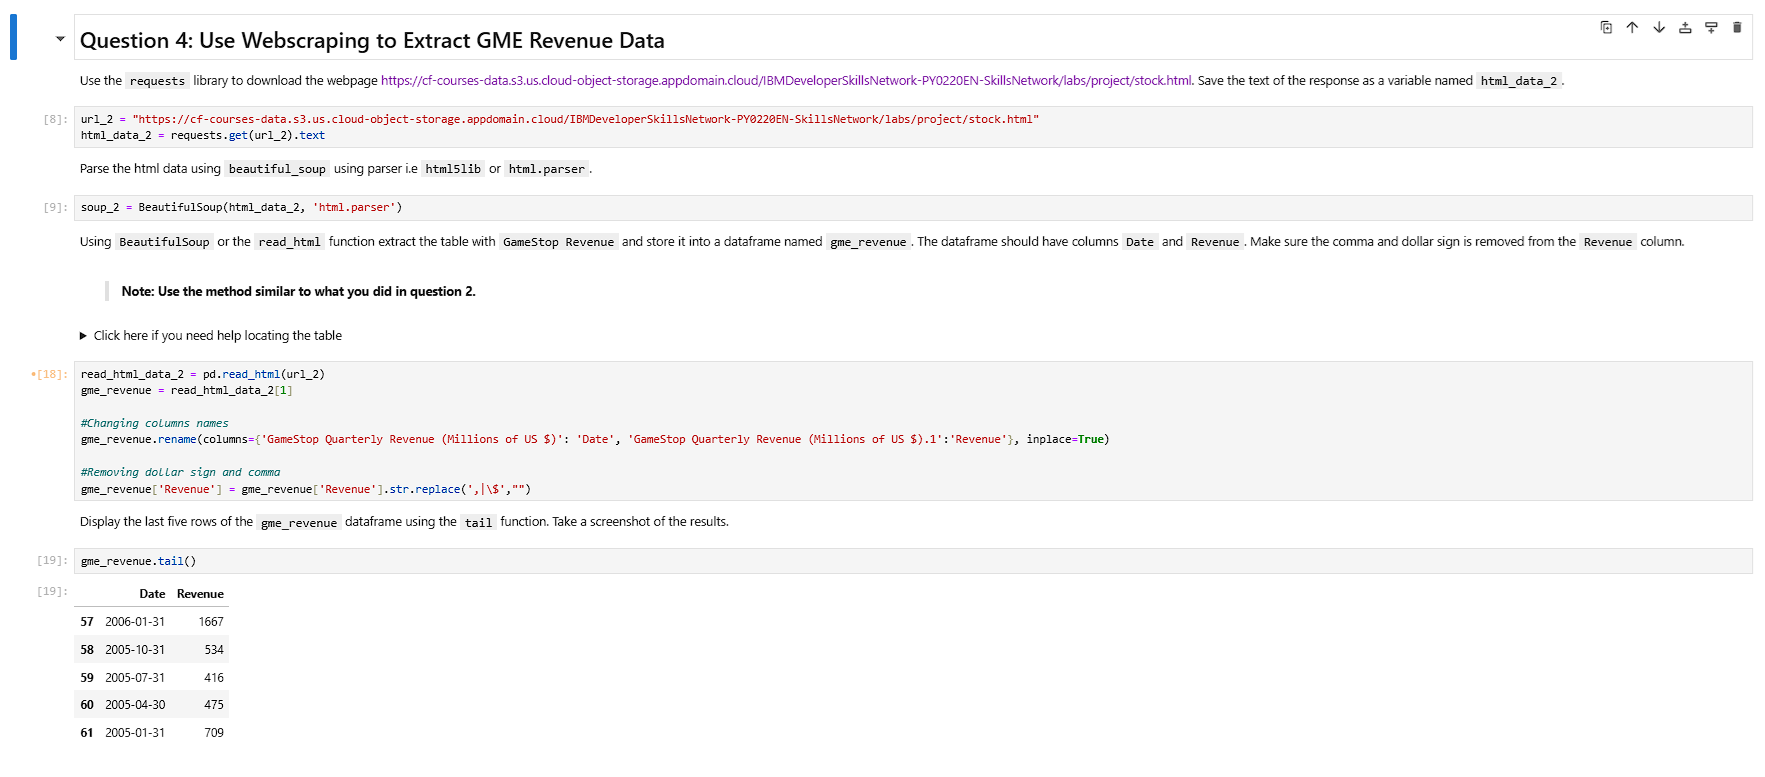 Question 4: Use Webscraping to Extract GME Revenue Data
Use the requests library to download the webpage https://cf-courses-data.s3.us.cloud-object-storage.appdomain.cloud/IBMDeveloperSkillsNetwork-PY0220EN-SkillsNetwork/labs/project/stock.html. Save the text of the response as a variable named html_data_2.
[8]: url_2 = "https://cf-courses-data.s3.us.cloud-object-storage.appdomain.cloud/IBMDeveloperSkillsNetwork-PY0220EN-SkillsNetwork/labs/project/stock.html"
html_data_2 = requests.get(url_2).text
Parse the html data using beautiful_soup using parser i.e html5lib or html.parser.
[9]: soup_2 = BeautifulSoup(html_data_2, 'html.parser')
Using BeautifulSoup or the read_html function extract the table with GameStop Revenue and store it into a dataframe named gme_revenue. The dataframe should have columns Date and Revenue. Make sure the comma and dollar sign is removed from the Revenue column.
Note: Use the method similar to what you did in question 2.
Click here if you need help locating the table
•[18]: read_html_data_2 = pd.read_html(url_2)
gme_revenue = read_html_data_2[1]
#Changing columns names
gme_revenue.rename(columns={'GameStop Quarterly Revenue (Millions of US $)': 'Date', 'GameStop Quarterly Revenue (Millions of US $).1':'Revenue'}, inplace=True)
#Removing dollar sign and comma
gme_revenue['Revenue'] = gme_revenue['Revenue'].str.replace(',|\$',"")
Display the last five rows of the gme_revenue dataframe using the tail function. Take a screenshot of the results.
[19]: gme_revenue.tail()
[19]: Date Revenue
57 2006-01-31 1667
58 2005-10-31 534
59 2005-07-31 416
60 2005-04-30 475
61 2005-01-31 709